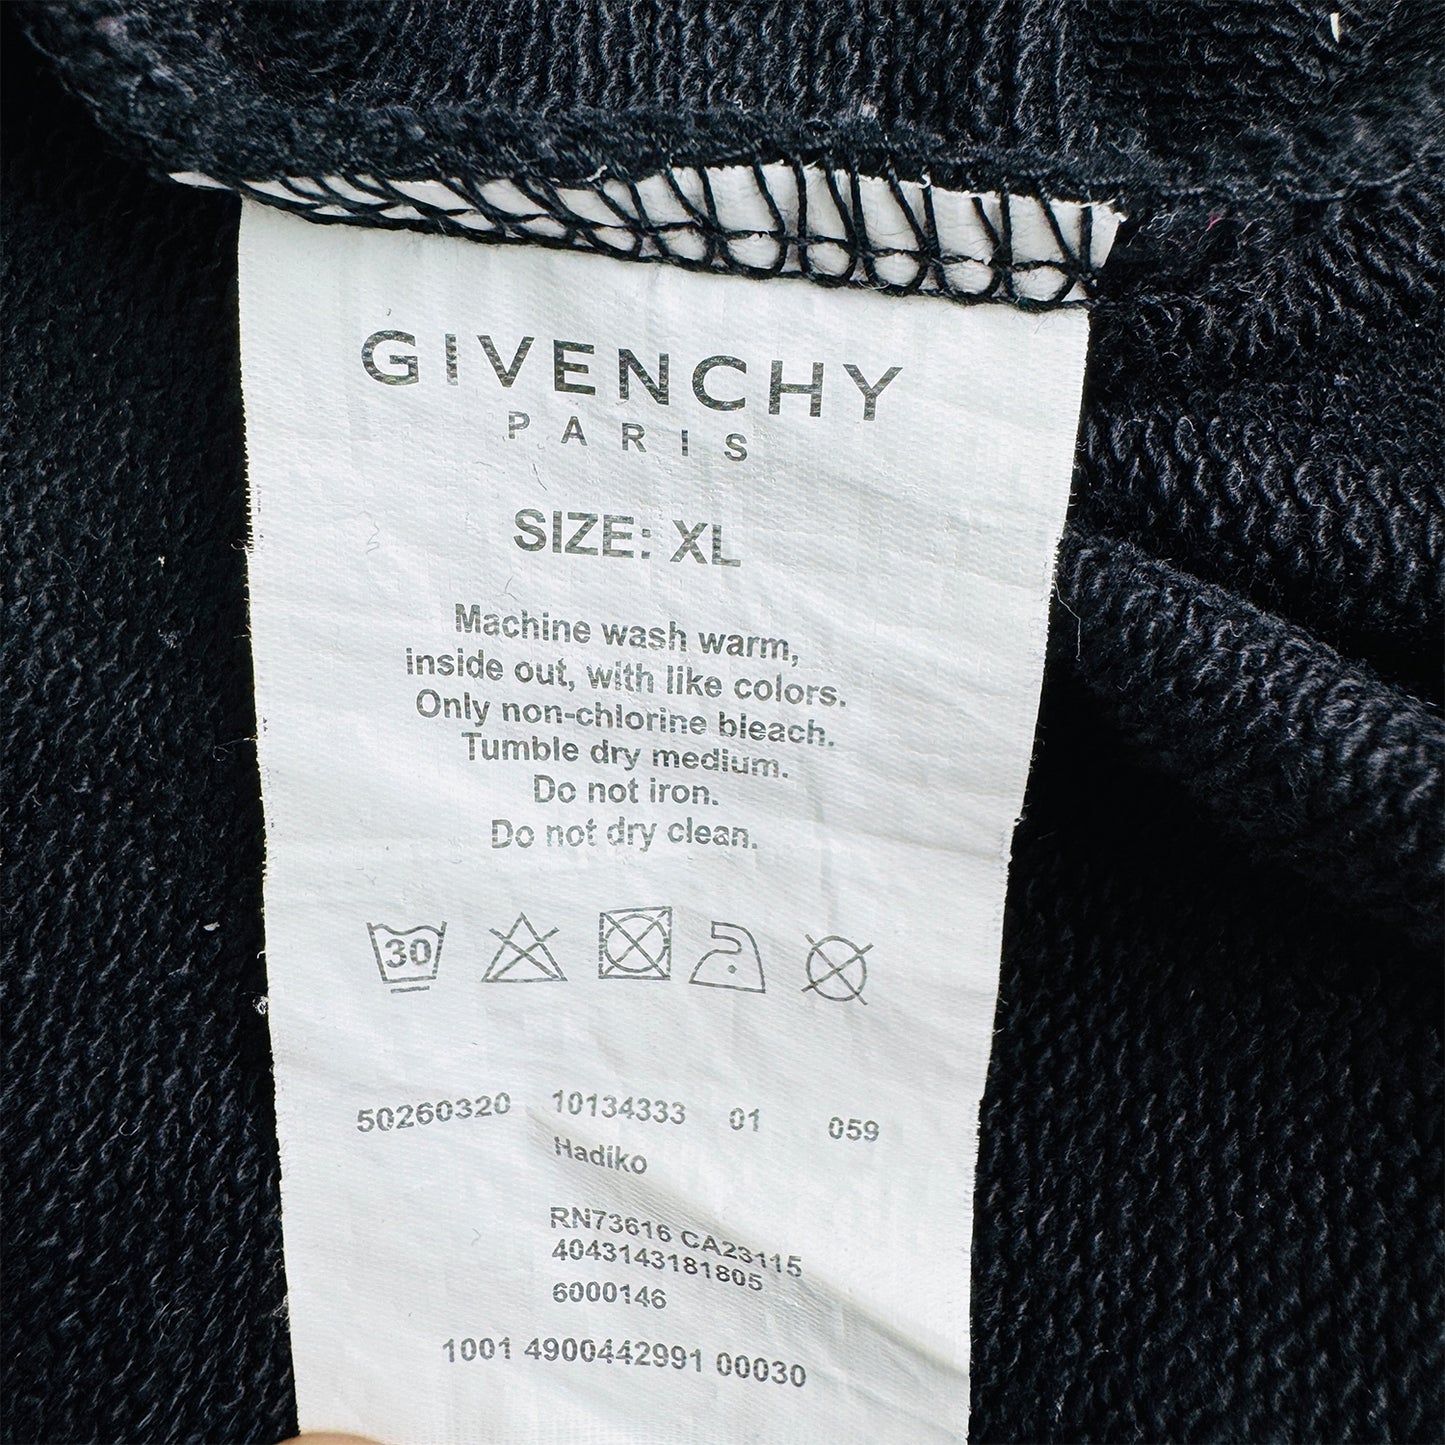 GIVENCHY
PARIS
SIZE: XL
Machine wash warm,
inside out, with like colors.
Only non-chlorine bleach.
Tumble dry medium.
Do not iron.
Do not dry clean.
30
50260320 10134333 01 059
Hadiko
RN73616 CA23115
4043143181805
6000146
1001 4900442991 00030